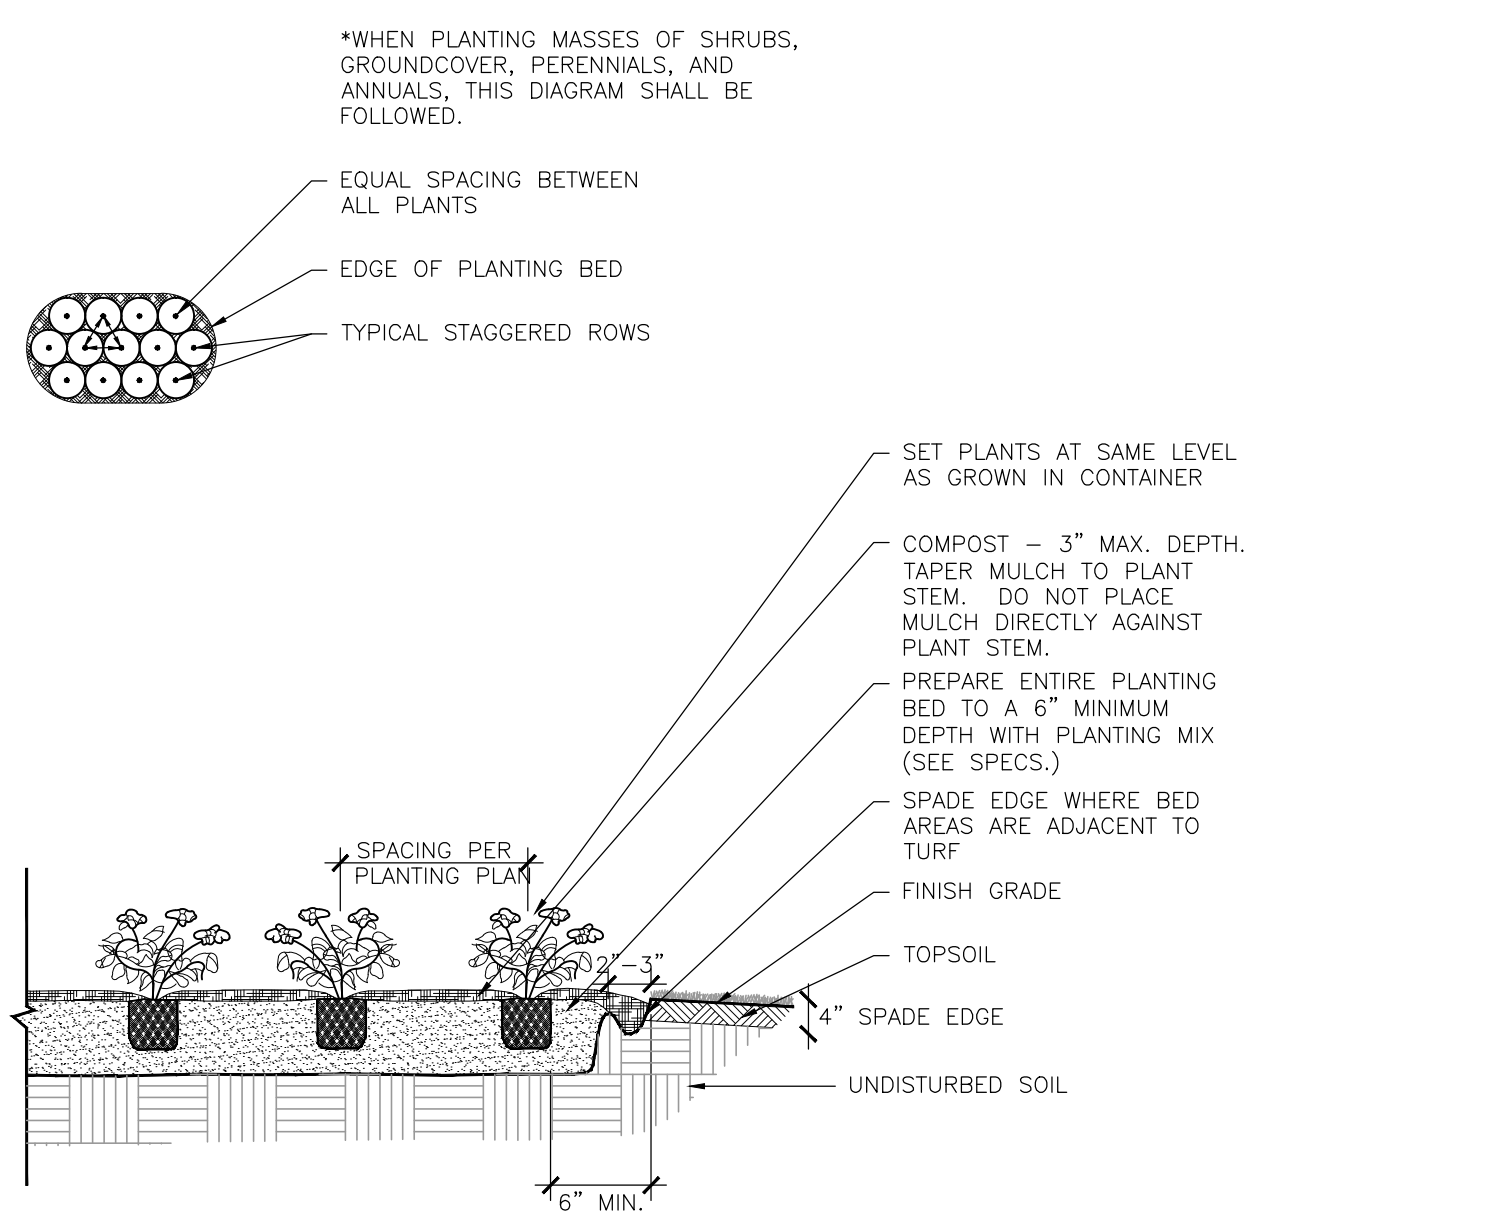 *WHEN PLANTING MASSES OF SHRUBS,
GROUNDCOVER, PERENNIALS, AND
ANNUALS, THIS DIAGRAM SHALL BE
FOLLOWED.
EQUAL SPACING BETWEEN
ALL PLANTS
EDGE OF PLANTING BED
TYPICAL STAGGERED ROWS
SET PLANTS AT SAME LEVEL
AS GROWN IN CONTAINER
COMPOST – 3” MAX. DEPTH.
TAPER MULCH TO PLANT
STEM. DO NOT PLACE
MULCH DIRECTLY AGAINST
PLANT STEM.
PREPARE ENTIRE PLANTING
BED TO A 6” MINIMUM
DEPTH WITH PLANTING MIX
(SEE SPECS.)
SPADE EDGE WHERE BED
AREAS ARE ADJACENT TO
TURF
SPACING PER
PLANTING PLAN
FINISH GRADE
TOPSOIL
2”–3”
4” SPADE EDGE
UNDISTURBED SOIL
6” MIN.